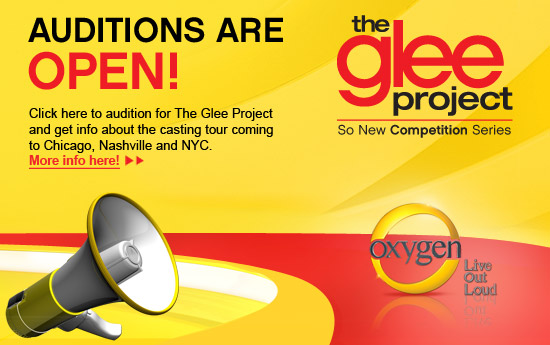 AUDITIONS ARE
OPEN!
Click here to audition for The Glee Project
and get info about the casting tour coming
to Chicago, Nashville and NYC.
More info here!
the
glee
project
So New Competition Series
oxygen
Live
Out
Loud